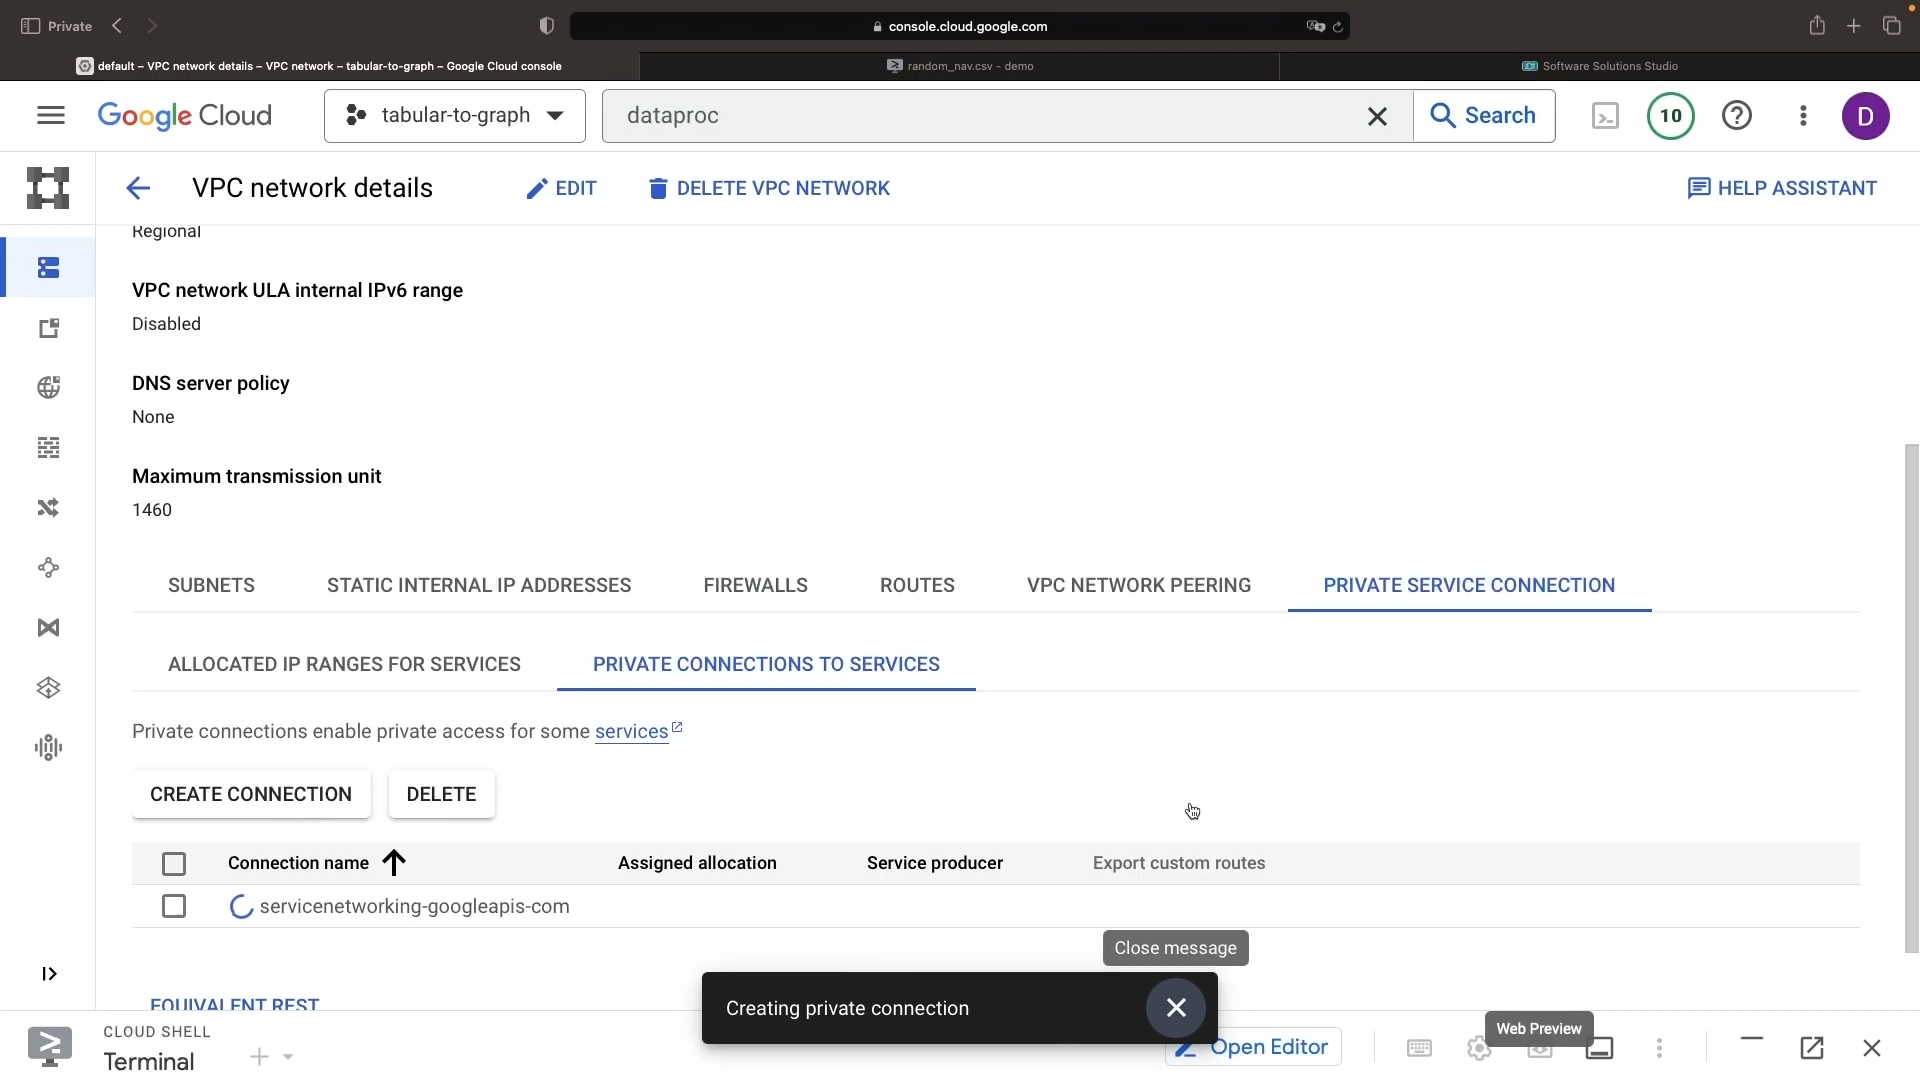 Private
console.cloud.google.com
default – VPC network details – VPC network – tabular-to-graph – Google Cloud console
random_nav.csv - demo
Software Solutions Studio
Google Cloud
tabular-to-graph
dataproc
Search
10
D
VPC network details
EDIT
DELETE VPC NETWORK
HELP ASSISTANT
Regional
VPC network ULA internal IPv6 range
Disabled
DNS server policy
None
Maximum transmission unit
1460
SUBNETS
STATIC INTERNAL IP ADDRESSES
FIREWALLS
ROUTES
VPC NETWORK PEERING
PRIVATE SERVICE CONNECTION
ALLOCATED IP RANGES FOR SERVICES
PRIVATE CONNECTIONS TO SERVICES
Private connections enable private access for some services
CREATE CONNECTION
DELETE
Connection name
Assigned allocation
Service producer
Export custom routes
servicenetworking-googleapis-com
Close message
EQUIVALENT REST
Creating private connection
CLOUD SHELL
Terminal
Open Editor
Web Preview